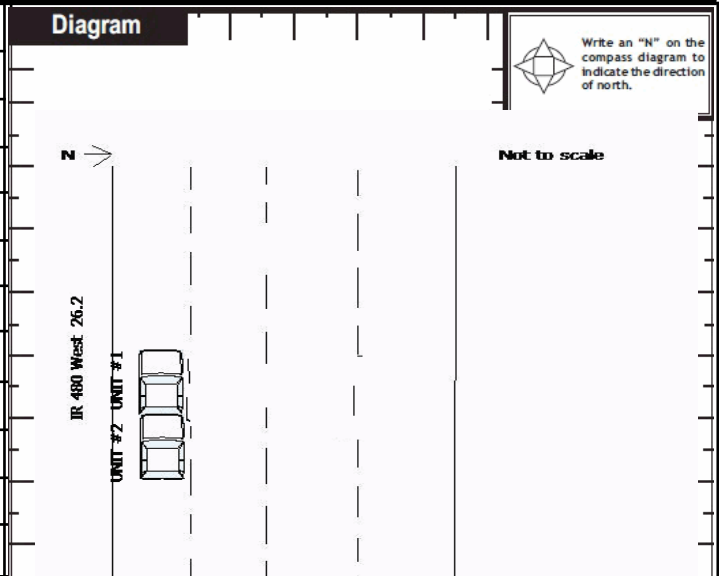 Diagram
Write an “N” on the
compass diagram to
indicate the direction
of north.
N
Not to scale
IR 480 West 26.2
UNIT #1
UNIT #2